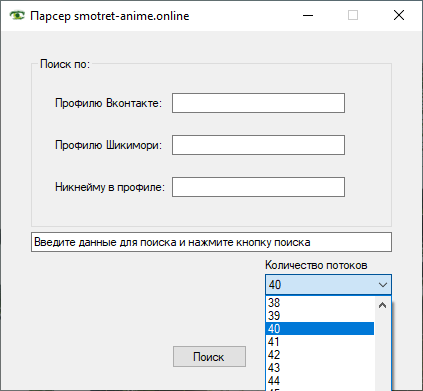 Парсер smotret-anime.online
Поиск по:
Профилю Вконтакте:
Профилю Шикимори:
Никнейму в профиле:
Введите данные для поиска и нажмите кнопку поиска
Количество потоков
40
38
39
40
41
42
43
44
Поиск